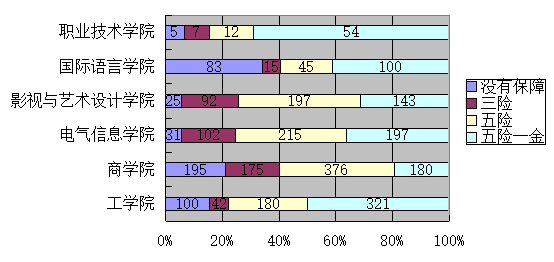 职业技术学院 5 7 12 54
国际语言学院 83 15 45 100
影视与艺术设计学院 25 92 197 143
电气信息学院 31 102 215 197
商学院 195 175 376 180
工学院 100 42 180 321
0% 20% 40% 60% 80% 100%
没有保障
三险
五险
五险一金